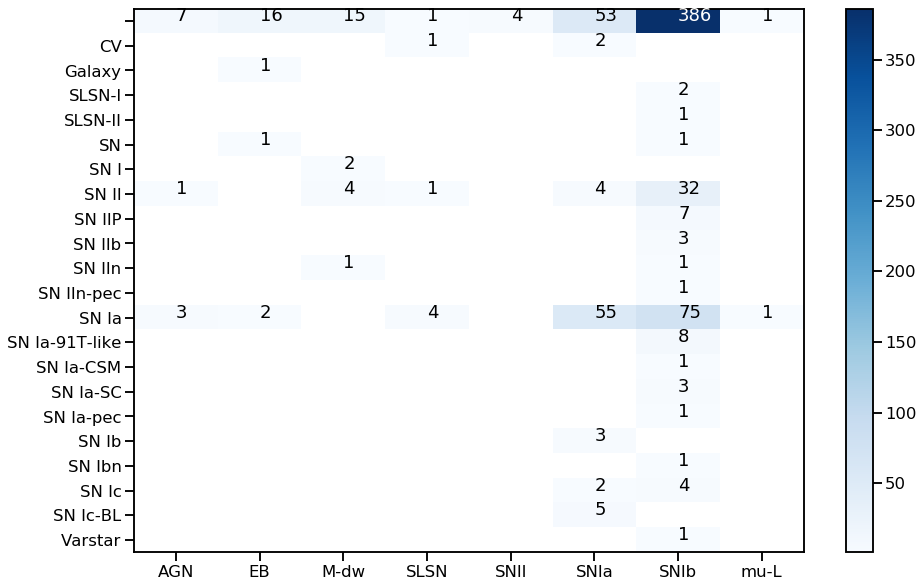 7 16 15 1 4 53 386 1
CV 1 2
Galaxy 1
SLSN-I 2
SLSN-II 1
SN 1 1
SN I 2
SN II 1 4 1 4 32
SN IIP 7
SN IIb 3
SN IIn 1 1
SN IIn-pec 1
SN Ia 3 2 4 55 75 1
SN Ia-91T-like 8
SN Ia-CSM 1
SN Ia-SC 3
SN Ia-pec 1
SN Ib 3
SN Ibn 1
SN Ic 2 4
SN Ic-BL 5
Varstar 1
AGN EB M-dw SLSN SNII SNIa SNIIb mu-L
350
300
250
200
150
100
50